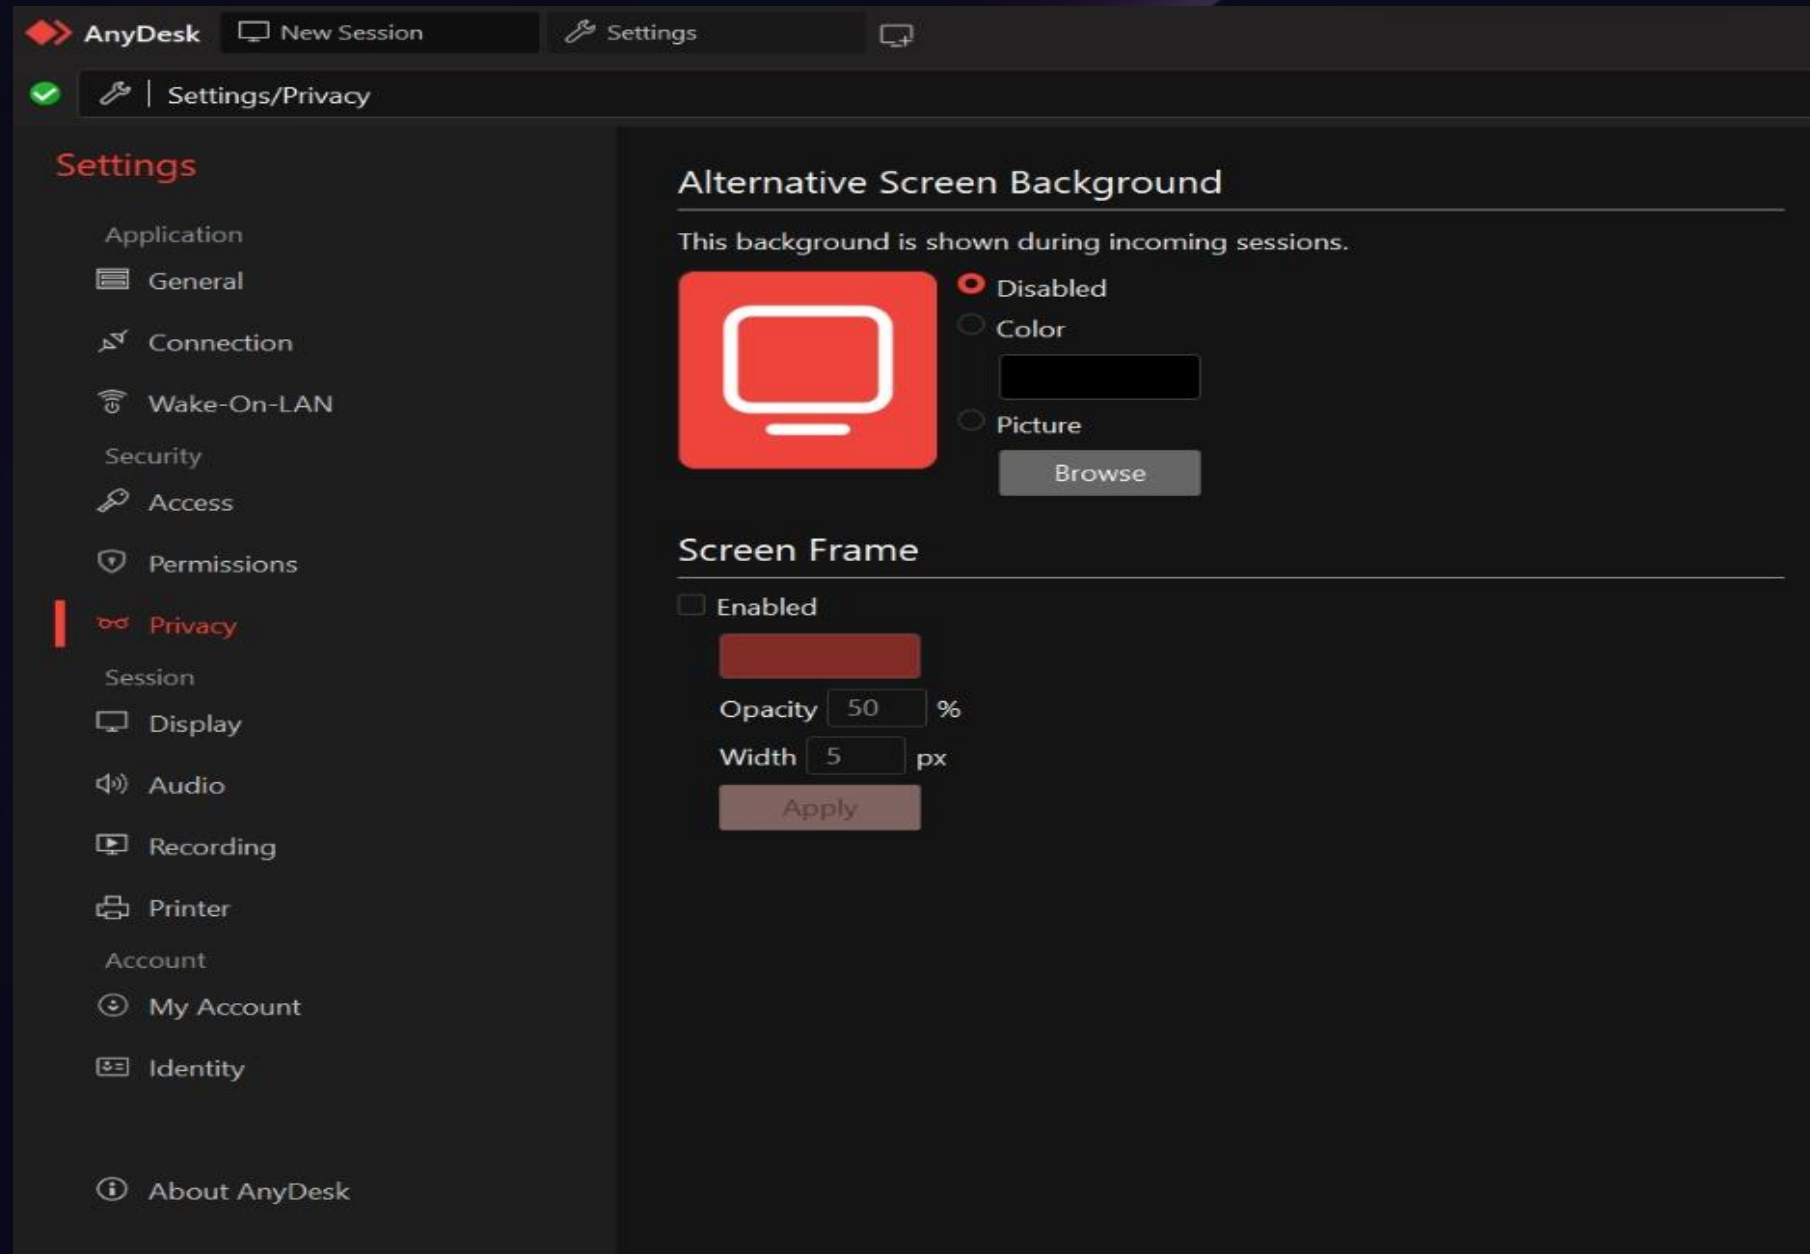 AnyDesk New Session Settings
Settings/Privacy
Settings
Application
General
Connection
Wake-On-LAN
Security
Access
Permissions
Privacy
Session
Display
Audio
Recording
Printer
Account
My Account
Identity
About AnyDesk
Alternative Screen Background
This background is shown during incoming sessions.
Disabled
Color
Picture
Browse
Screen Frame
Enabled
Opacity 50 %
Width 5 px
Apply